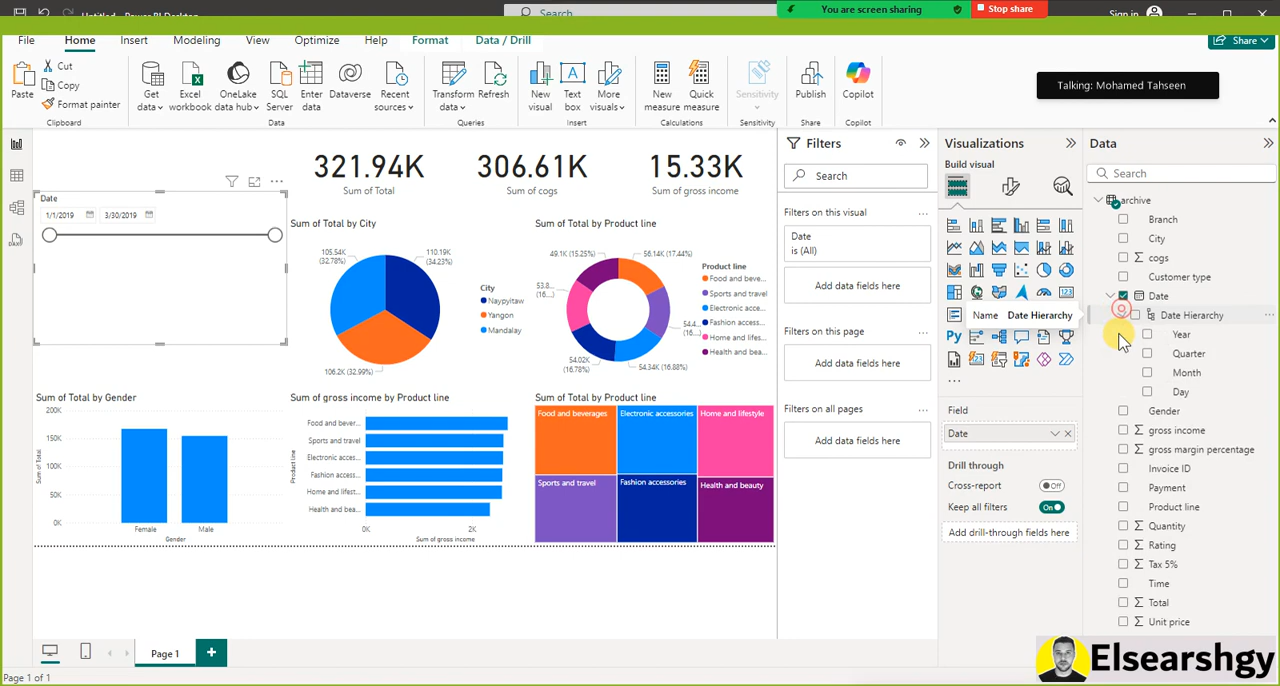 Untitled - Power BI Desktop
Search
You are screen sharing
Stop share
Sign in
File Home Insert Modeling View Optimize Help Format Data / Drill
Share
Paste
Cut
Copy
Format painter
Clipboard
Get data
Excel workbook
OneLake data hub
SQL Server
Enter data
Dataverse
Recent sources
Data
Transform data
Refresh
Queries
New visual
Text box
More visuals
Insert
New measure
Quick measure
Calculations
Sensitivity
Sensitivity
Publish
Share
Copilot
Copilot
Talking: Mohamed Tahseen
321.94K
Sum of Total
306.61K
Sum of cogs
15.33K
Sum of gross income
Date
1/1/2019
3/30/2019
Sum of Total by City
105.54K (32.78%)
110.19K (34.23%)
106.2K (32.99%)
City
Naypyitaw
Yangon
Mandalay
Sum of Total by Product line
49.1K (15.25%)
56.14K (17.44%)
53.8... (16....)
54.4... (16....)
54.02K (16.78%)
54.34K (16.88%)
Product line
Food and beve...
Sports and travel
Electronic acce...
Fashion access...
Home and lifes...
Health and bea...
Sum of Total by Gender
200K
150K
100K
50K
0K
Sum of Total
Female
Male
Gender
Sum of gross income by Product line
Product line
Food and bever...
Sports and travel
Electronic acces...
Fashion access...
Home and lifest...
Health and bea...
0K
2K
Sum of gross income
Sum of Total by Product line
Food and beverages
Electronic accessories
Home and lifestyle
Sports and travel
Fashion accessories
Health and beauty
Filters
Search
Filters on this visual
Date
is (All)
Add data fields here
Filters on this page
Add data fields here
Filters on all pages
Add data fields here
Visualizations
Build visual
123
Py
Name Date Hierarchy
Field
Date
Drill through
Cross-report
Off
Keep all filters
On
Add drill-through fields here
Data
Search
archive
Branch
City
cogs
Customer type
Date
Date Hierarchy
Year
Quarter
Month
Day
Gender
gross income
gross margin percentage
Invoice ID
Payment
Product line
Quantity
Rating
Tax 5%
Time
Total
Unit price
Page 1
Page 1 of 1
Elsearshgy